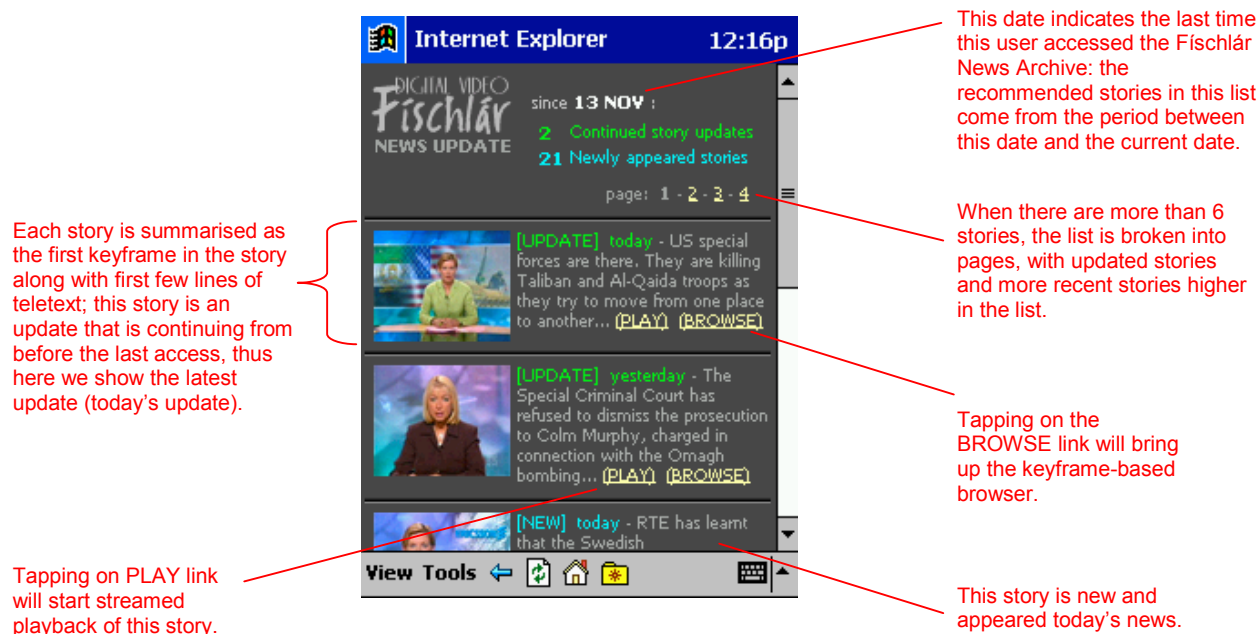 Internet Explorer 12:16p
DIGITAL VIDEO
Físchlár
NEWS UPDATE
since 13 NOV :
2 Continued story updates
21 Newly appeared stories
page: 1 - 2 - 3 - 4
[UPDATE] today - US special
forces are there. They are killing
Taliban and Al-Qaida troops as
they try to move from one place
to another... (PLAY) (BROWSE)
[UPDATE] yesterday - The
Special Criminal Court has
refused to dismiss the prosecution
to Colm Murphy, charged in
connection with the Omagh
bombing... (PLAY) (BROWSE)
[NEW] today - RTE has learnt
that the Swedish
View Tools
Each story is summarised as
the first keyframe in the story
along with first few lines of
teletext; this story is an
update that is continuing from
before the last access, thus
here we show the latest
update (today's update).
Tapping on PLAY link
will start streamed
playback of this story.
This date indicates the last time
this user accessed the Físchlár
News Archive: the
recommended stories in this list
come from the period between
this date and the current date.
When there are more than 6
stories, the list is broken into
pages, with updated stories
and more recent stories higher
in the list.
Tapping on the
BROWSE link will bring
up the keyframe-based
browser.
This story is new and
appeared today's news.